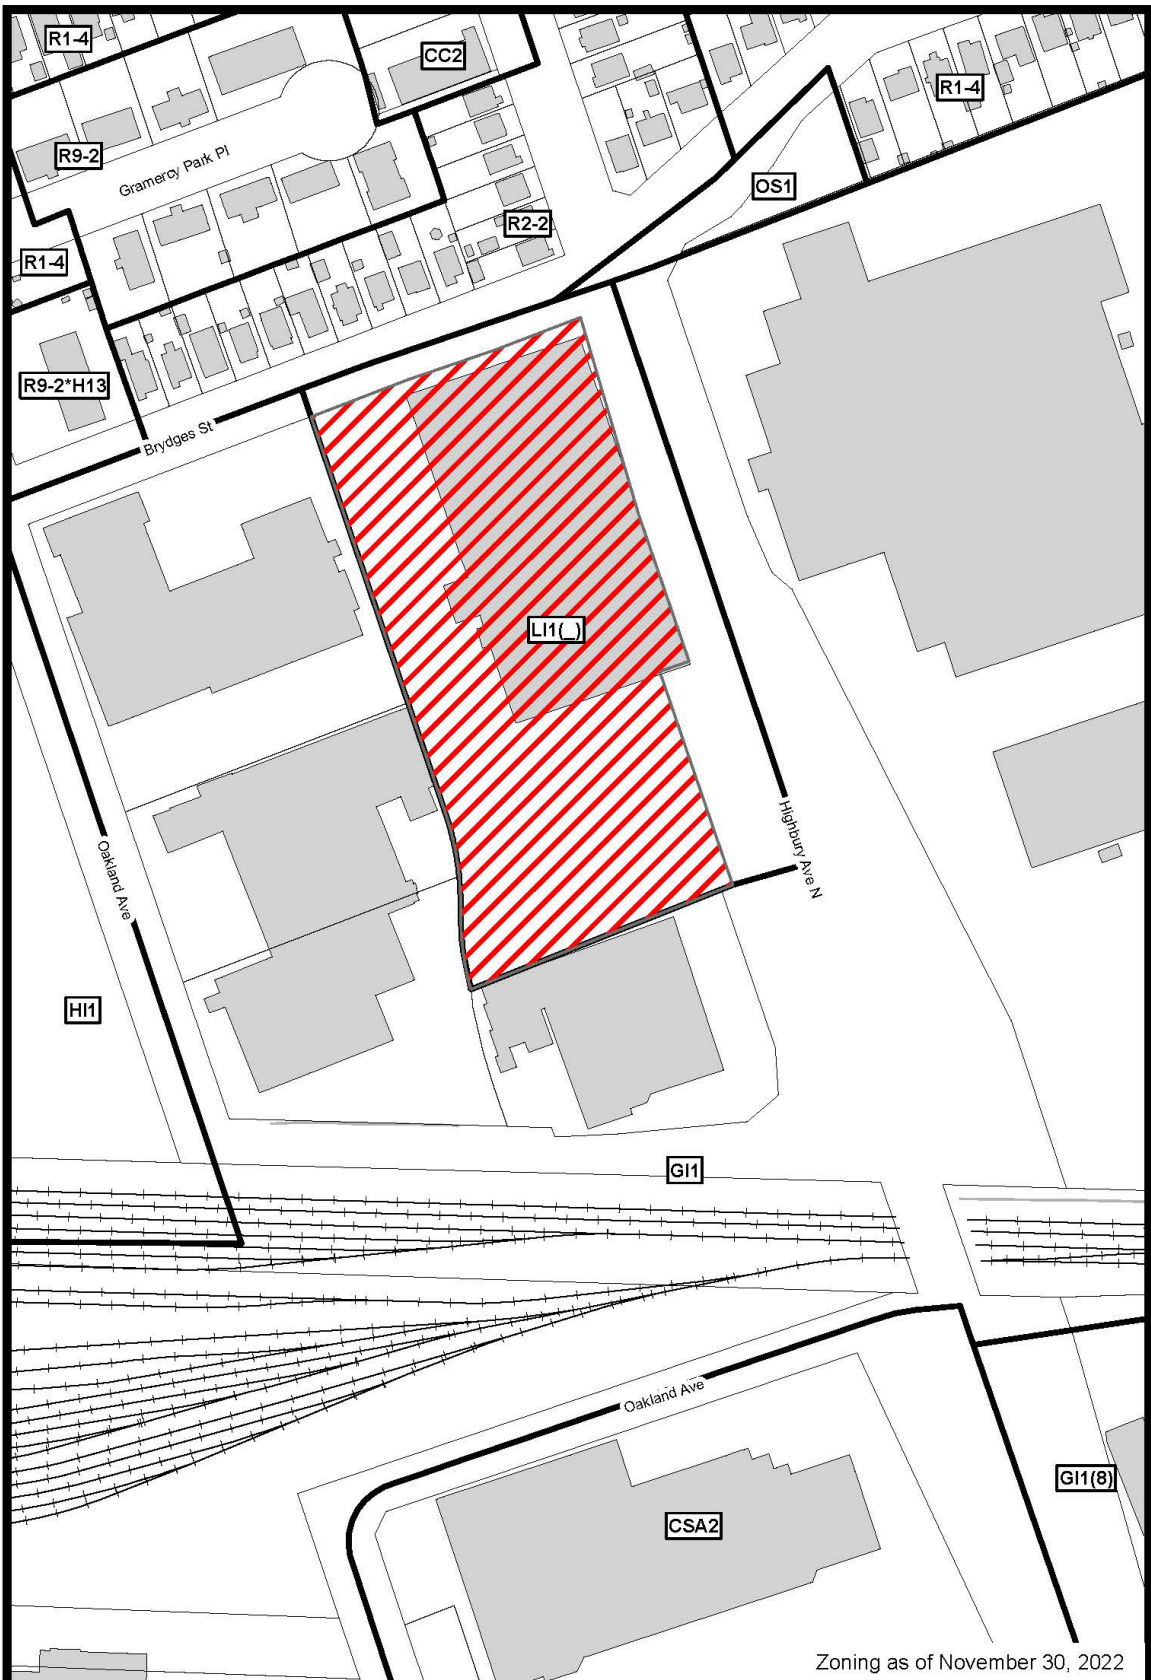 R1-4
CC2
R1-4
R9-2
Gramercy Park Pl
OS1
R2-2
R1-4
R9-2*H13
Brydges St
LI1(_)
Highbury Ave N
Oakland Ave
HI1
GI1
Oakland Ave
GI1(8)
CSA2
Zoning as of November 30, 2022